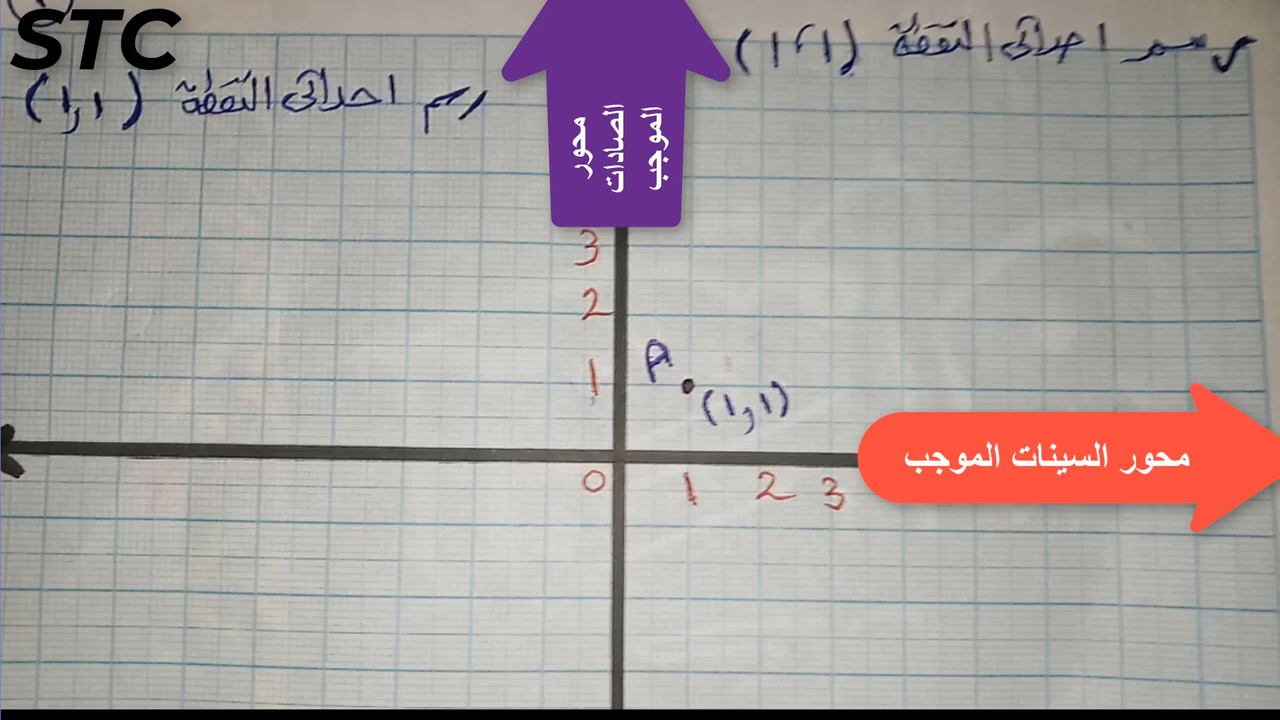 STC
رسم احداثى النقطة (1،1)
رسم احداثى النقطة (1,1)
محور
الصادات
الموجب
3
2
1
A
(1,1)
محور السينات الموجب
0 1 2 3